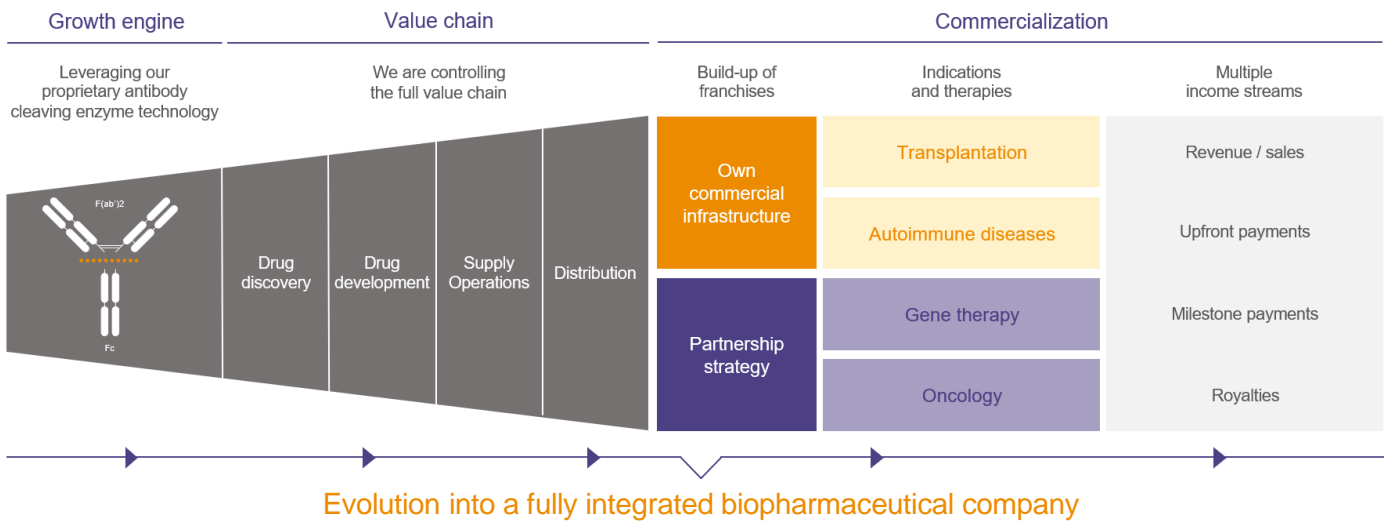 Growth engine
Value chain
Commercialization
Leveraging our
proprietary antibody
cleaving enzyme technology
We are controlling
the full value chain
Build-up of
franchises
Indications
and therapies
Multiple
income streams
F(ab')2
Fc
Drug
discovery
Drug
development
Supply
Operations
Distribution
Own
commercial
infrastructure
Partnership
strategy
Transplantation
Autoimmune diseases
Gene therapy
Oncology
Revenue / sales
Upfront payments
Milestone payments
Royalties
Evolution into a fully integrated biopharmaceutical company